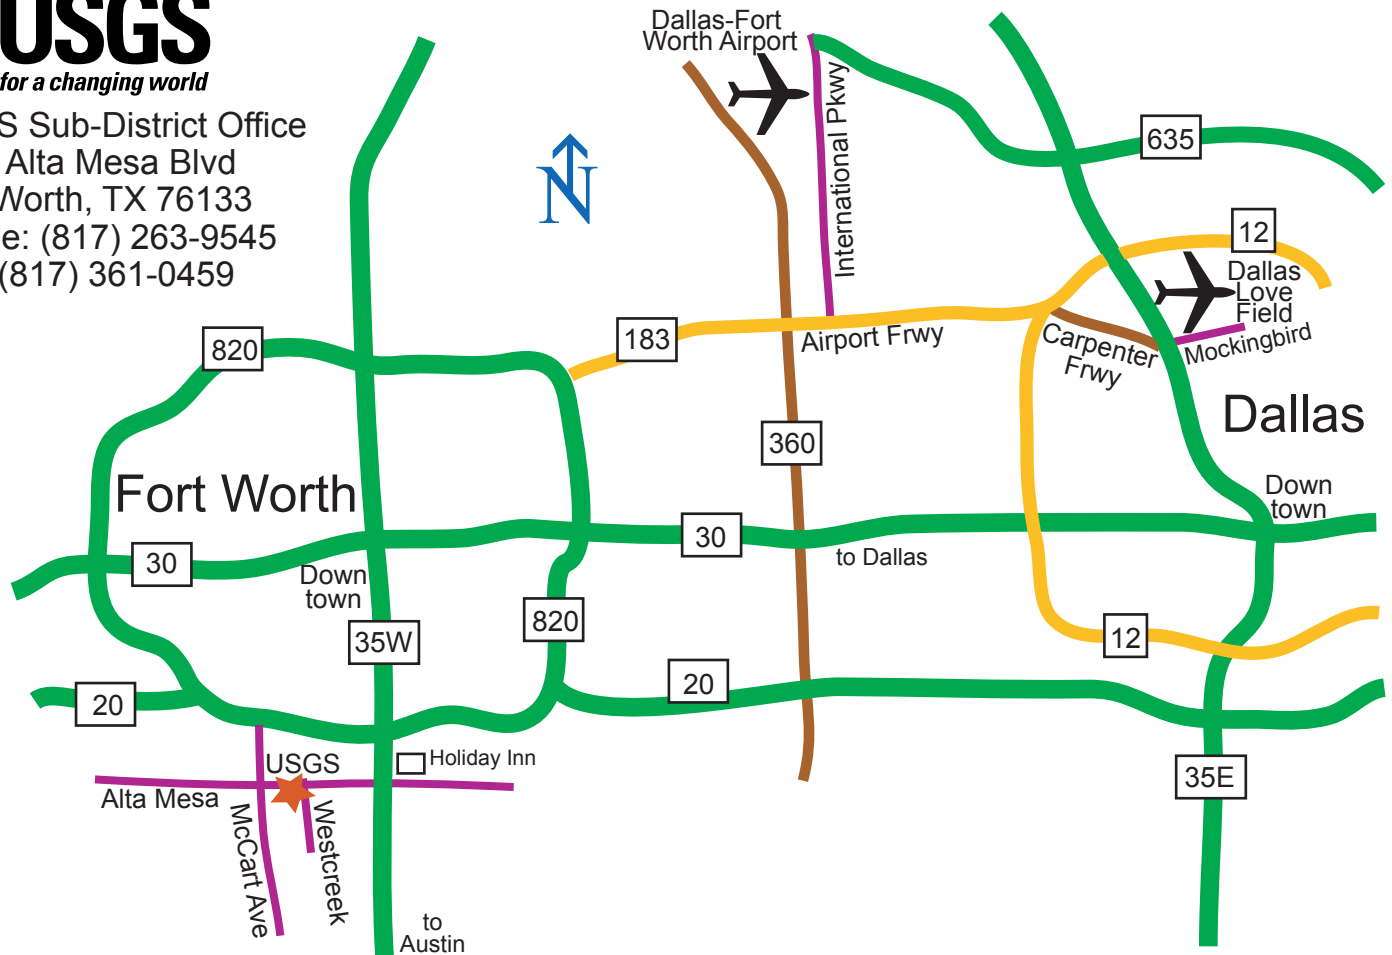 USGS
for a changing world
S Sub-District Office
Alta Mesa Blvd
Worth, TX 76133
e: (817) 263-9545
(817) 361-0459
Dallas-Fort
Worth Airport
International Pkwy
N
635
12
Dallas
Love
Field
Mockingbird
Carpenter
Frwy
Airport Frwy
183
820
360
Dallas
Fort Worth
Down
town
30
30
to Dallas
Down
town
35W
820
12
20
20
35E
Holiday Inn
USGS
Alta Mesa
McCart Ave
Westcreek
to
Austin